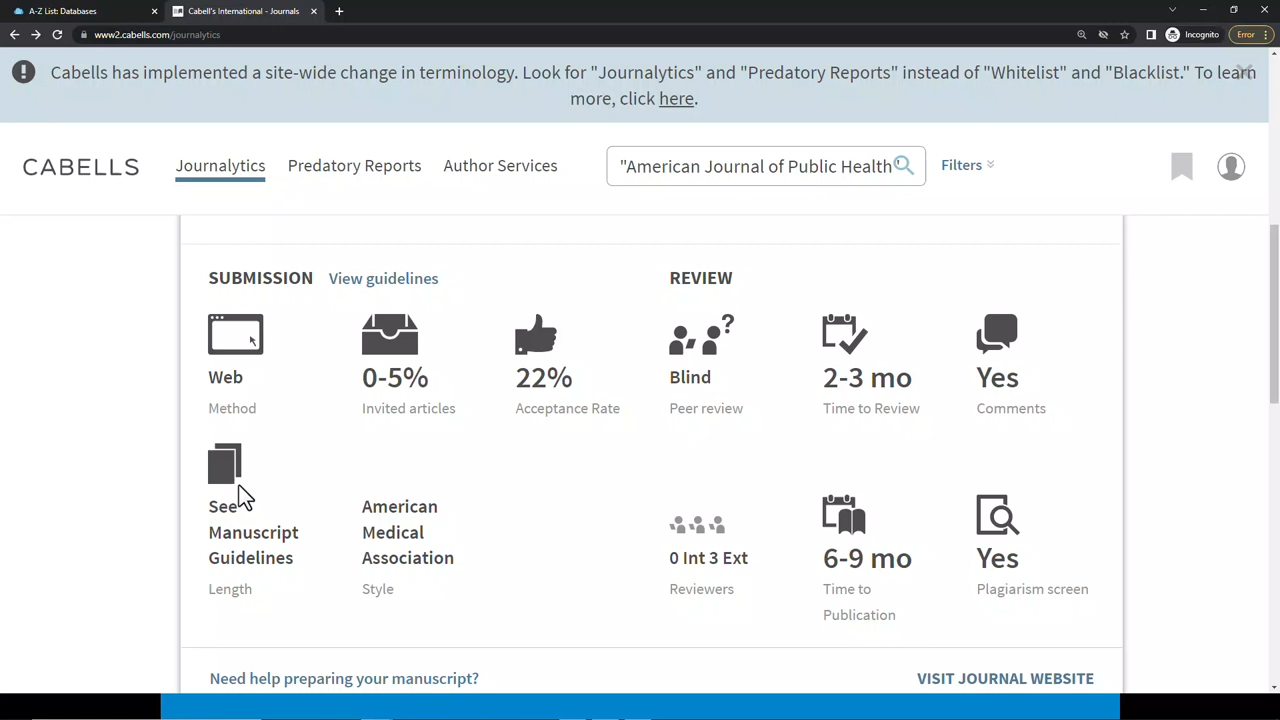 A-Z List: Databases
Cabell's International - Journals
www2.cabells.com/journalytics
Incognito
Error
Cabells has implemented a site-wide change in terminology. Look for "Journalytics" and "Predatory Reports" instead of "Whitelist" and "Blacklist." To learn
more, click here.
CABELLS
Journalytics
Predatory Reports
Author Services
"American Journal of Public Health"
Filters
SUBMISSION
View guidelines
REVIEW
Web
0-5%
22%
Blind
2-3 mo
Yes
Method
Invited articles
Acceptance Rate
Peer review
Time to Review
Comments
See
Manuscript
Guidelines
Length
American
Medical
Association
Style
0 Int 3 Ext
Reviewers
6-9 mo
Time to
Publication
Yes
Plagiarism screen
Need help preparing your manuscript?
VISIT JOURNAL WEBSITE